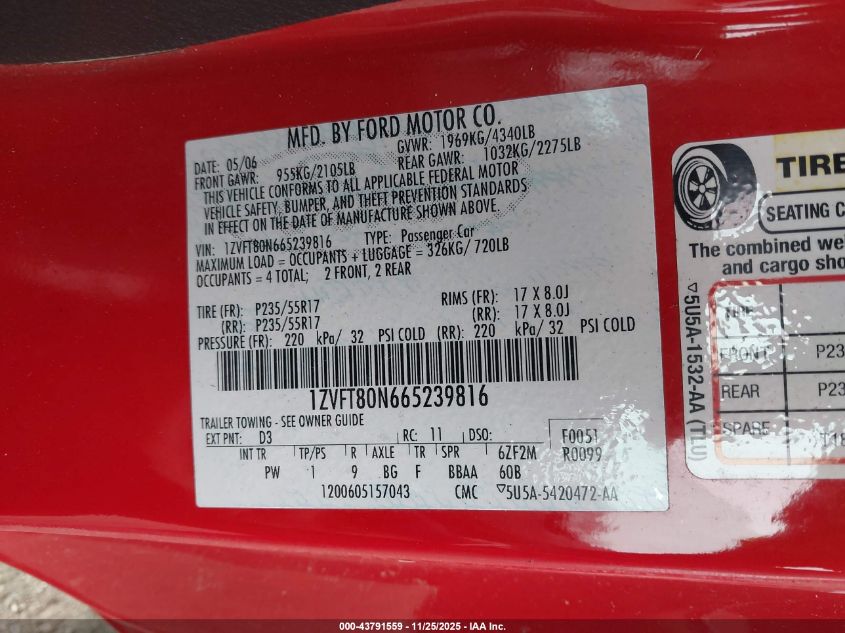 MFD. BY FORD MOTOR CO.
DATE: 05/06 GVWR: 1969KG/4340LB
FRONT GAWR: 955KG/2105LB REAR GAWR: 1032KG/2275LB
THIS VEHICLE CONFORMS TO ALL APPLICABLE FEDERAL MOTOR
VEHICLE SAFETY, BUMPER, AND THEFT PREVENTION STANDARDS
IN EFFECT ON THE DATE OF MANUFACTURE SHOWN ABOVE.
VIN: 1ZVFT80N665239816 TYPE: Passenger Car
MAXIMUM LOAD = OCCUPANTS + LUGGAGE = 326KG/720LB
OCCUPANTS = 4 TOTAL; 2 FRONT, 2 REAR
TIRE (FR): P235/55R17 RIMS (FR): 17 X 8.0J
(RR): P235/55R17 (RR): 17 X 8.0J
PRESSURE (FR): 220 kPa/ 32 PSI COLD (RR): 220 kPa/ 32 PSI COLD
1ZVFT80N665239816
TRAILER TOWING - SEE OWNER GUIDE
EXT PNT: D3 RC: 11 DSO: F0051
R0099
INT TR TP/PS R AXLE TR SPR 6ZF2M
PW 1 9 BG F BBAA 60B
1200605157043 CMC ▽5U5A-5420472-AA
TIRE
SEATING C
The combined we
and cargo sho
▽5U5A-1532-AA (TLU)
TIRE
FRONT P23
REAR P23
SPARE T18
000-43791559 - 11/25/2025 - IAA Inc.